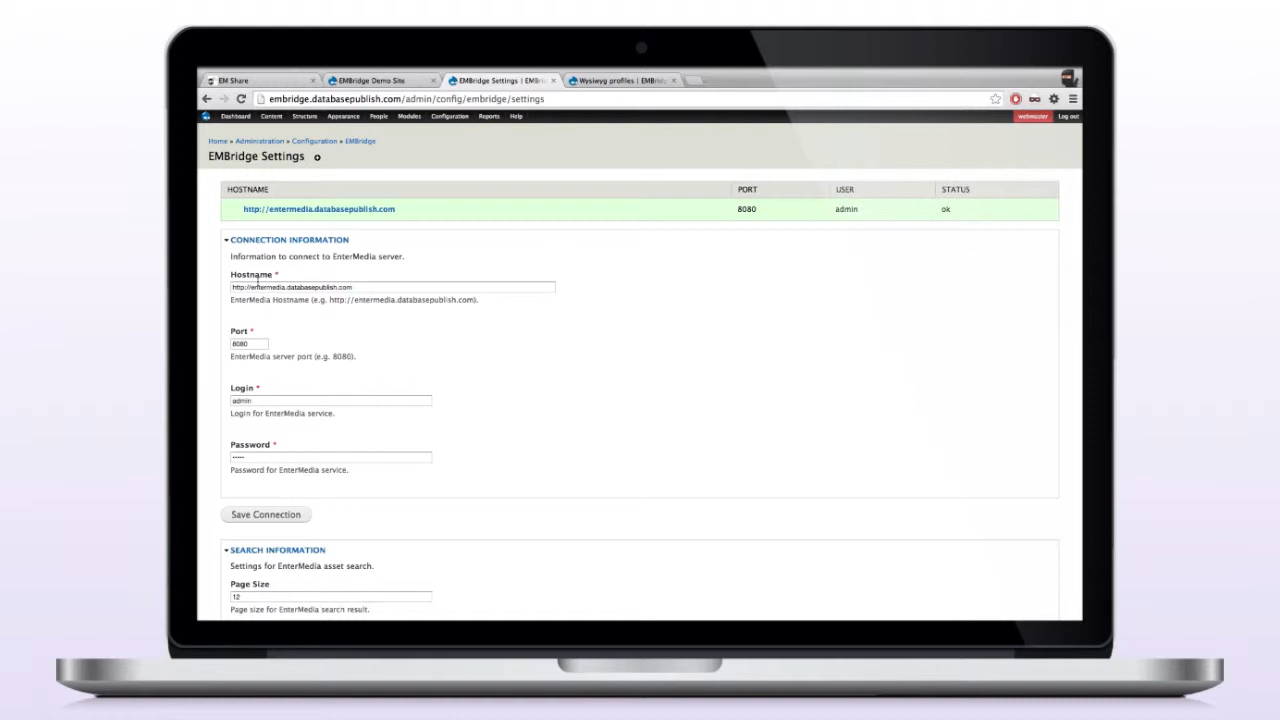 EM Share
EMBridge Demo Site
EMBridge Settings | EMBri
Wysiwyg profiles | EMBrid
embridge.databasepublish.com/admin/config/embridge/settings
Dashboard Content Structure Appearance People Modules Configuration Reports Help webmaster Log out
Home » Administration » Configuration » EMBridge
EMBridge Settings
HOSTNAME PORT USER STATUS
http://entermedia.databasepublish.com 8080 admin ok
CONNECTION INFORMATION
Information to connect to EnterMedia server.
Hostname *
http://entermedia.databasepublish.com
EnterMedia Hostname (e.g. http://entermedia.databasepublish.com).
Port *
8080
EnterMedia server port (e.g. 8080).
Login *
admin
Login for EnterMedia service.
Password *
•••••
Password for EnterMedia service.
Save Connection
SEARCH INFORMATION
Settings for EnterMedia asset search.
Page Size
12
Page size for EnterMedia search result.